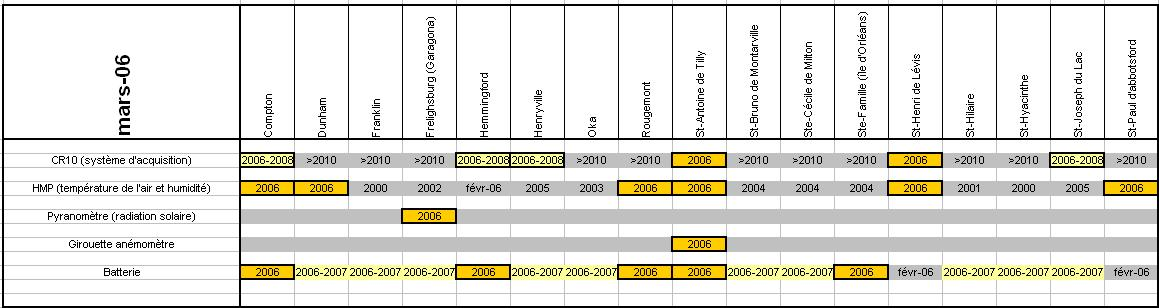 mars-06 Compton Dunham Franklin Frelighsburg (Garagona) Hemmingford Henryville Oka Rougemont St-Antoine de Tilly St-Bruno de Montarville Ste-Cécile de Milton Ste-Famille (île d'Orléans) St-Henri de Lévis St-Hilaire St-Hyacinthe St-Joseph du Lac St-Paul d'abbotsford
CR10 (système d'acquisition) 2006-2008 >2010 >2010 >2010 2006-2008 2006-2008 >2010 >2010 2006 >2010 >2010 >2010 2006 >2010 >2010 2006-2008 >2010
HMP (température de l'air et humidité) 2006 2006 2000 2002 févr-06 2005 2003 2006 2006 2004 2004 2004 2006 2001 2000 2005 2006
Pyranomètre (radiation solaire) 2006
Girouette anémomètre 2006
Batterie 2006 2006-2007 2006-2007 2006-2007 2006 2006-2007 2006-2007 2006 2006 2006-2007 2006-2007 2006 févr-06 2006-2007 2006-2007 2006-2007 févr-06